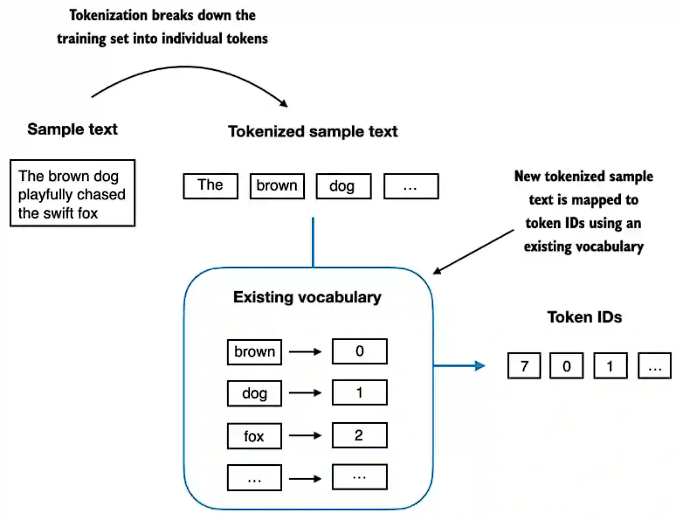 Tokenization breaks down the
training set into individual tokens
Sample text
Tokenized sample text
The brown dog
playfully chased
the swift fox
The brown dog ...
New tokenized sample
text is mapped to
token IDs using an
existing vocabulary
Existing vocabulary
brown 0
dog 1
fox 2
... ...
Token IDs
7 0 1 ...